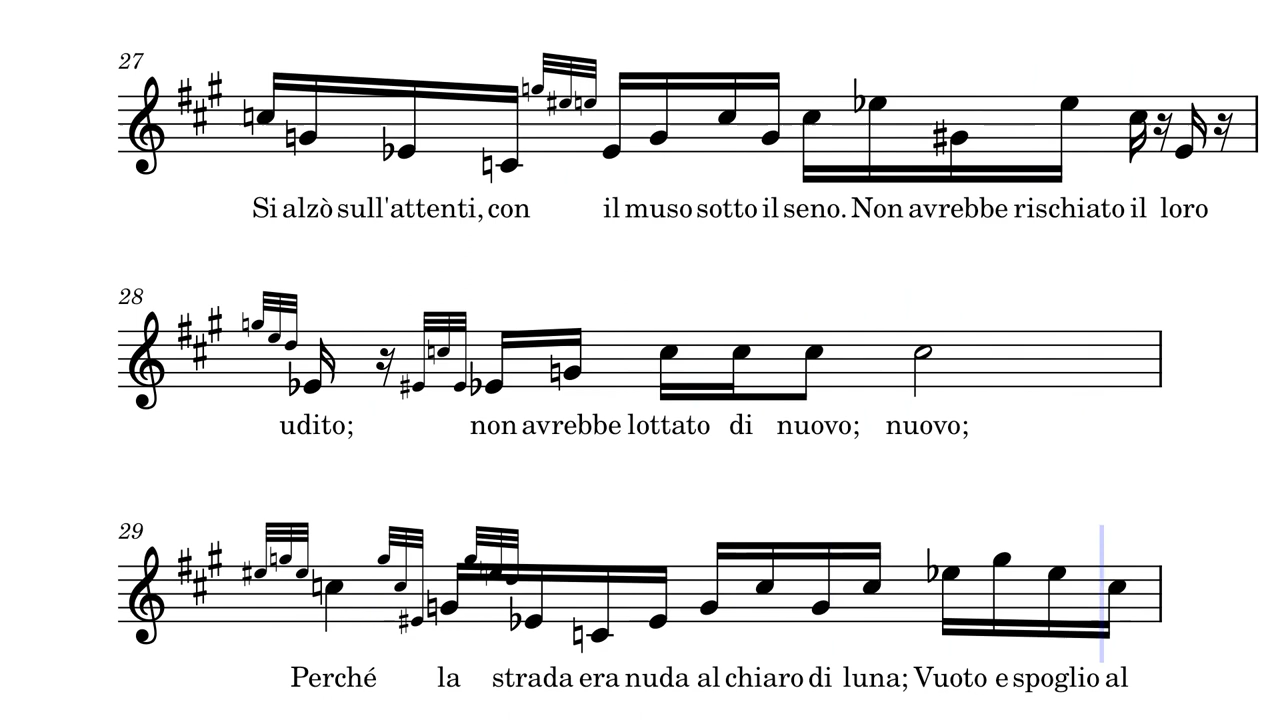 27
Si alzò sull'attenti, con il muso sotto il seno. Non avrebbe rischiato il loro
28
udito; non avrebbe lottato di nuovo; nuovo;
29
Perché la strada era nuda al chiaro di luna; Vuoto e spoglio al